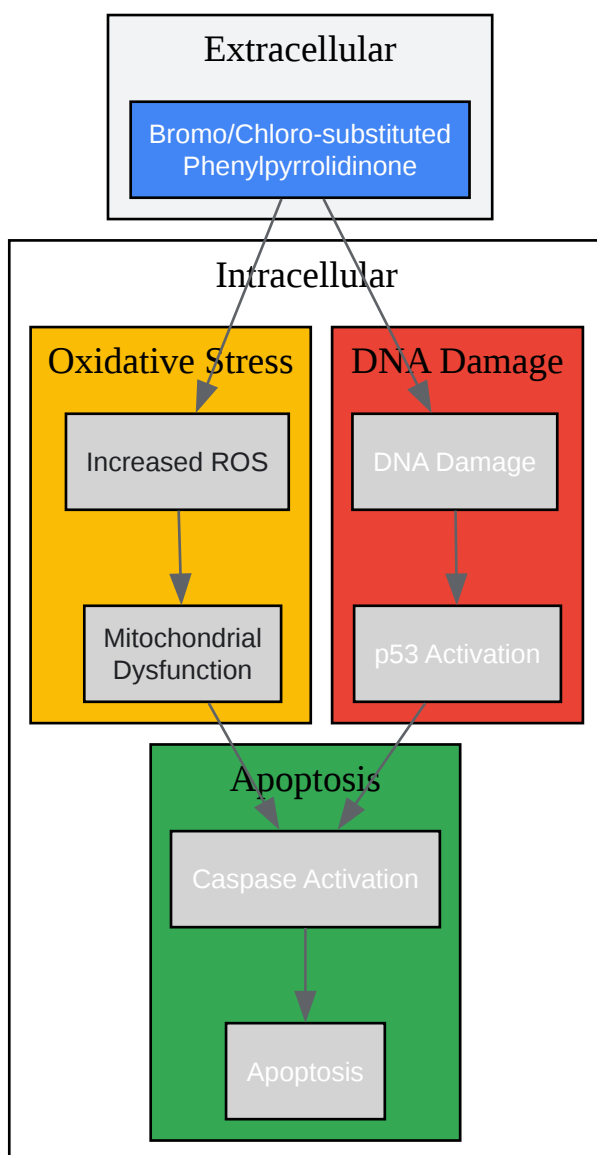 Extracellular
Bromo/Chloro-substituted
Phenylpyrrolidinone
Intracellular
Oxidative Stress
DNA Damage
Increased ROS
DNA Damage
Mitochondrial
Dysfunction
p53 Activation
Apoptosis
Caspase Activation
Apoptosis